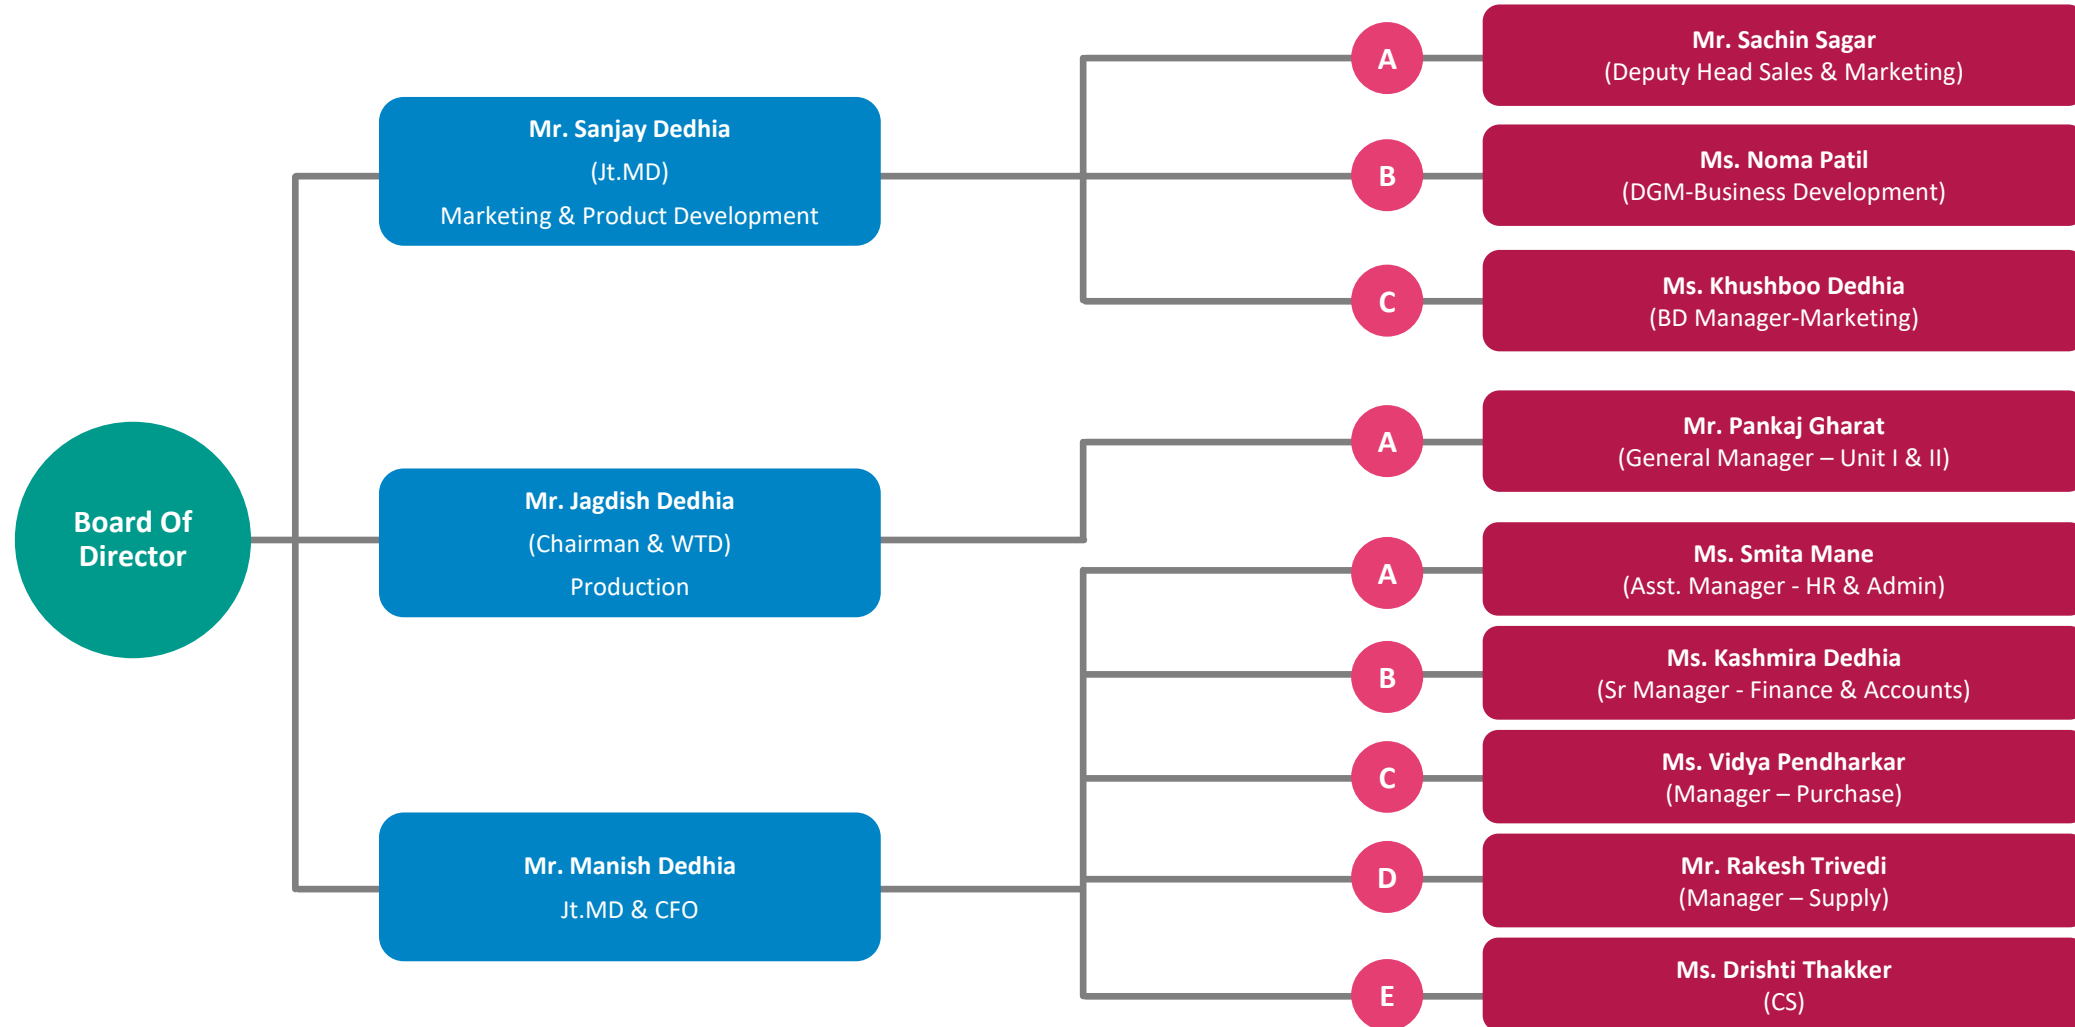 Board Of
Director
Mr. Sanjay Dedhia
(Jt.MD)
Marketing & Product Development
A
Mr. Sachin Sagar
(Deputy Head Sales & Marketing)
B
Ms. Noma Patil
(DGM-Business Development)
C
Ms. Khushboo Dedhia
(BD Manager-Marketing)
Mr. Jagdish Dedhia
(Chairman & WTD)
Production
A
Mr. Pankaj Gharat
(General Manager – Unit I & II)
Mr. Manish Dedhia
Jt.MD & CFO
A
Ms. Smita Mane
(Asst. Manager - HR & Admin)
B
Ms. Kashmira Dedhia
(Sr Manager - Finance & Accounts)
C
Ms. Vidya Pendharkar
(Manager – Purchase)
D
Mr. Rakesh Trivedi
(Manager – Supply)
E
Ms. Drishti Thakker
(CS)